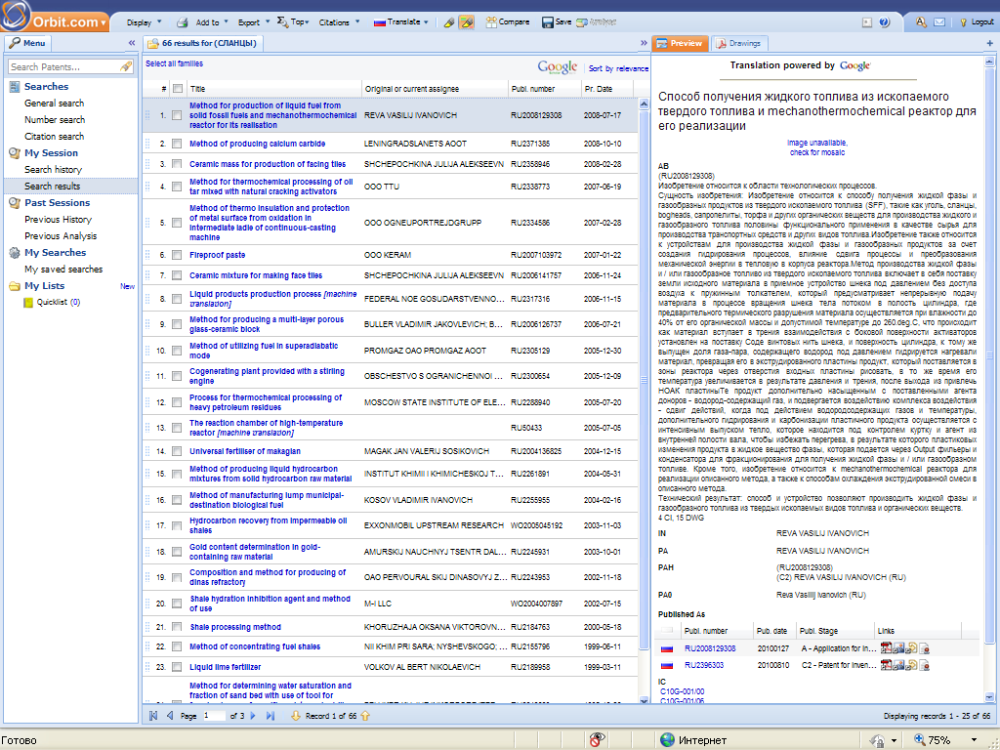 Orbit.com
Display
Add to
Export
Top
Citations
Translate
Compare
Save
Logout
Menu
66 results for (СЛАНЦЫ)
Preview
Drawings
Search Patents...
Searches
General search
Number search
Citation search
My Session
Search history
Search results
Past Sessions
Previous History
Previous Analysis
My Searches
My saved searches
My Lists
New
Quicklist (0)
Select all families
Google
Sort by relevance
# Title Original or current assignee Publ. number Pr. Date
1. Method for production of liquid fuel from solid fossil fuels and mechanothermochemical reactor for its realisation REVA VASILIJ IVANOVICH RU2008129308 2008-07-17
2. Method of producing calcium carbide LENINGRADSLANETS AOOT RU2371385 2008-10-10
3. Ceramic mass for production of facing tiles SHCHEPOCHKINA JULIJA ALEKSEEVN RU2358946 2008-02-28
4. Method for thermochemical processing of oil tar mixed with natural cracking activators OOO TTU RU2338773 2007-06-19
5. Method of thermo insulation and protection of metal surface from oxidation in intermediate ladle of continuous-casting machine OOO OGNEUPORTREJDGRUPP RU2334586 2007-02-28
6. Fireproof paste OOO KERAM RU2007103972 2007-01-22
7. Ceramic mixture for making face tiles SHCHEPOCHKINA JULIJA ALEKSEEVN RU2006141757 2006-11-24
8. Liquid products production process [machine translation] FEDERAL NOE GOSUDARSTVENNO... RU2317316 2006-11-15
9. Method for producing a multi-layer porous glass-ceramic block BULLER VLADIMIR JAKOVLEVICH; B... RU2006126737 2006-07-21
10. Method of utilizing fuel in superadiabatic mode PROMGAZ OAO PROMGAZ AOOT RU2305129 2005-12-30
11. Cogenerating plant provided with a stirling engine OBSCHESTVO S OGRANICHENNOI ... RU2300654 2005-12-09
12. Process for thermochemical processing of heavy petroleum residues MOSCOW STATE INSTITUTE OF ELE... RU2288940 2005-07-20
13. The reaction chamber of high-temperature reactor [machine translation] RU50433 2005-07-05
14. Universal fertiliser of makagian MAGAK JAN VALERIJ SOSIKOVICH RU2004136825 2004-12-15
15. Method of producing liquid hydrocarbon mixtures from solid hydrocarbon raw material INSTITUT KHIMII I KHIMICHESKOJ T... RU2261891 2004-05-31
16. Method of manufacturing lump municipal-destination biological fuel KOSOV VLADIMIR IVANOVICH RU2255955 2004-02-16
17. Hydrocarbon recovery from impermeable oil shales EXXONMOBIL UPSTREAM RESEARCH WO2005045192 2003-11-03
18. Gold content determination in gold-containing raw material AMURSKIJ NAUCHNYJ TSENTR DAL... RU2245931 2003-10-01
19. Composition and method for producing of dinas refractory OAO PERVOURAL SKIJ DINASOVYJ Z... RU2243953 2002-11-18
20. Shale hydration inhibition agent and method of use M-I LLC WO2004007897 2002-07-15
21. Shale processing method KHORUZHAJA OKSANA VIKTOROVN... RU2184763 2000-05-18
22. Method of concentrating fuel shales NII KHIM PRI SARA; NYSHEVSKOGO; ... RU2155796 1999-06-11
23. Liquid lime fertilizer VOLKOV AL BERT NIKOLAEVICH RU2189958 1999-03-11
Method for determining water saturation and fraction of sand bed with use of tool for
Page 1 of 3
Record 1 of 66
Displaying records 1 - 25 of 66
Translation powered by Google
Способ получения жидкого топлива из ископаемого
твердого топлива и mechanothermochemical реактор для
его реализации
image unavailable,
check for mosaic
AB
(RU2008129308)
Изобретение относится к области технологических процессов.
Сущность изобретения: Изобретение относится к способу получения жидкой фазы и
газообразных продуктов из твердого ископаемого топлива (SFF), такие как уголь, сланцы,
bogheads, сапропелиты, торфа и других органических веществ для производства жидкого и
газообразного топлива половины функционального применения в качестве сырья для
производства транспортных средств и других видов топлива.Изобретение также относится
к устройствам для производства жидкой фазы и газообразных продуктов за счет
создания гидрирования процессов, влияние сдвига процессы и преобразования
механической энергии в тепловую в корпуса реактора.Метод производства жидкой фазы
и / или газообразное топливо из твердого ископаемого топлива включает в себя поставку
земли исходного материала в приемное устройство шнека под давлением без доступа
воздуха к пружинным толкателем, который предусматривает непрерывную подачу
материала в процессе вращения шнека тела потоком в полость цилиндра, где
предварительного термического разрушения материала осуществляется при влажности до
40% от его органической массы и допустимой температуре до 260.deg.C, что происходит
как материал вступает в трения взаимодействия с боковой поверхности активаторов
установлен на поставку Соде винтовых нить шнека, и поверхность цилиндра, к тому же
выпущен доля газа-пара, содержащего водород под давлением гидрируется нагревали
материал, превращая его в экструдированного пластины продукт, который поставляется в
зоны реактора через отверстия входных пластины рисовать, в то же время его
температура увеличивается в результате давления и трения, после выхода из привлечь
НОАК пластиныТе продукт дополнительно насыщенным с поставленными агента
доноров - водород-содержащий газ, и подвергается воздействию комплекса воздействия
- сдвиг действий, когда под действием водородсодержащих газов и температуры,
дополнительного гидрирования и карбонизации пластичного продукта осуществляется с
интенсивным выпуском тепло, которое находится под контролем куртку и агент из
внутренней полости вала, чтобы избежать перегрева, в результате которого пластиковых
изменения продукта в жидкое вещество фазы, которая подается через Output фильеры и
конденсатора для фракционирования для получения жидкой фазы и / или газообразном
топливе. Кроме того, изобретение относится к mechanothermochemical реактора для
реализации описанного метода, а также к способам охлаждения экструдированной смеси в
описанного метода.
Технический результат: способ и устройство позволяют производить жидкой фазы и
газообразного топлива из твердых ископаемых видов топлива и органических веществ.
4 Cl, 15 DWG
IN REVA VASILIJ IVANOVICH
PA REVA VASILIJ IVANOVICH
PAH (RU2008129308)
(C2) REVA VASILIJ IVANOVICH (RU)
PA0 Reva Vasilij Ivanovich (RU)
Published As
Publ. number Pub. date Publ. Stage Links
RU2008129308 20100127 A - Application for In...
RU2396303 20100810 C2 - Patent for Inven...
IC
C10G-001/00
C10G-001/06
Готово
Интернет
75%